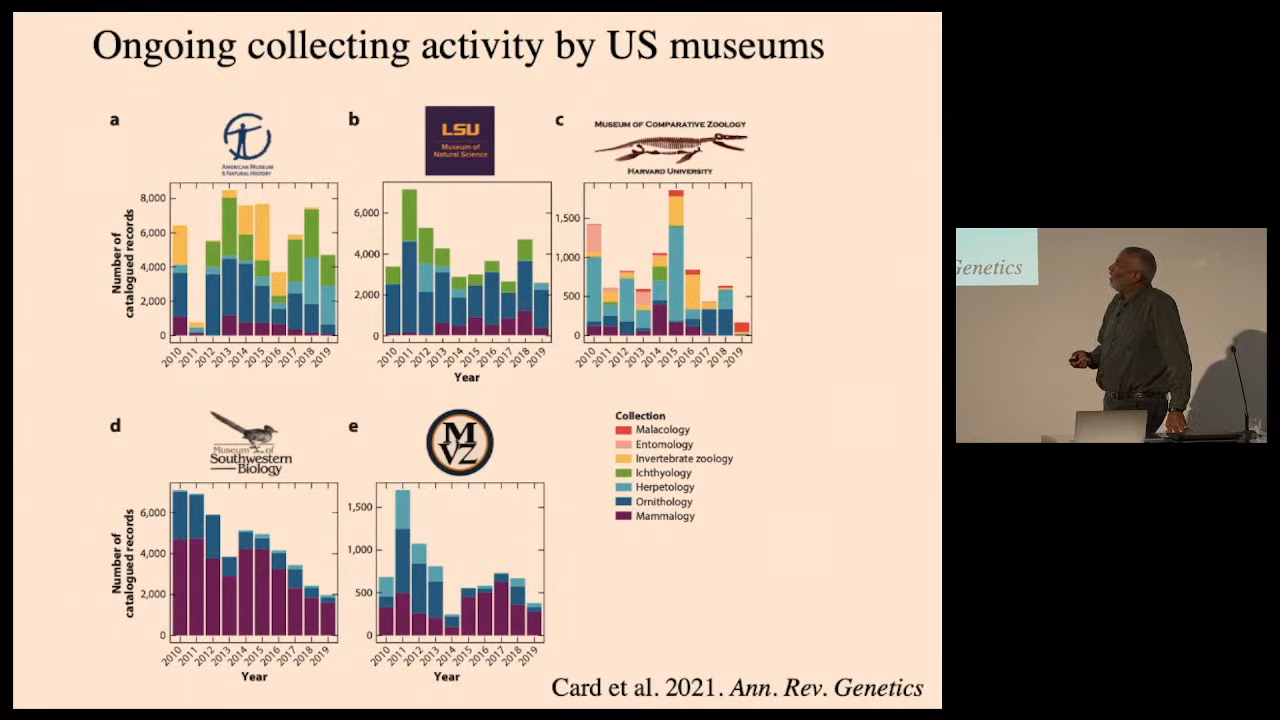 Ongoing collecting activity by US museums
a
AMERICAN MUSEUM
& NATURAL HISTORY
b
LSU
Museum of
Natural Science
c
MUSEUM OF COMPARATIVE ZOOLOGY
HARVARD UNIVERSITY
Number of
catalogued records
8,000
6,000
4,000
2,000
0
2010 2011 2012 2013 2014 2015 2016 2017 2018 2019
6,000
4,000
2,000
0
2010 2011 2012 2013 2014 2015 2016 2017 2018 2019
Year
1,500
1,000
500
0
2010 2011 2012 2013 2014 2015 2016 2017 2018 2019
d
Museum of
Southwestern
Biology
e
MVZ
Number of
catalogued records
6,000
4,000
2,000
0
2010 2011 2012 2013 2014 2015 2016 2017 2018 2019
Year
1,500
1,000
500
0
2010 2011 2012 2013 2014 2015 2016 2017 2018 2019
Year
Collection
Malacology
Entomology
Invertebrate zoology
Ichthyology
Herpetology
Ornithology
Mammalogy
Card et al. 2021. Ann. Rev. Genetics
Genetics